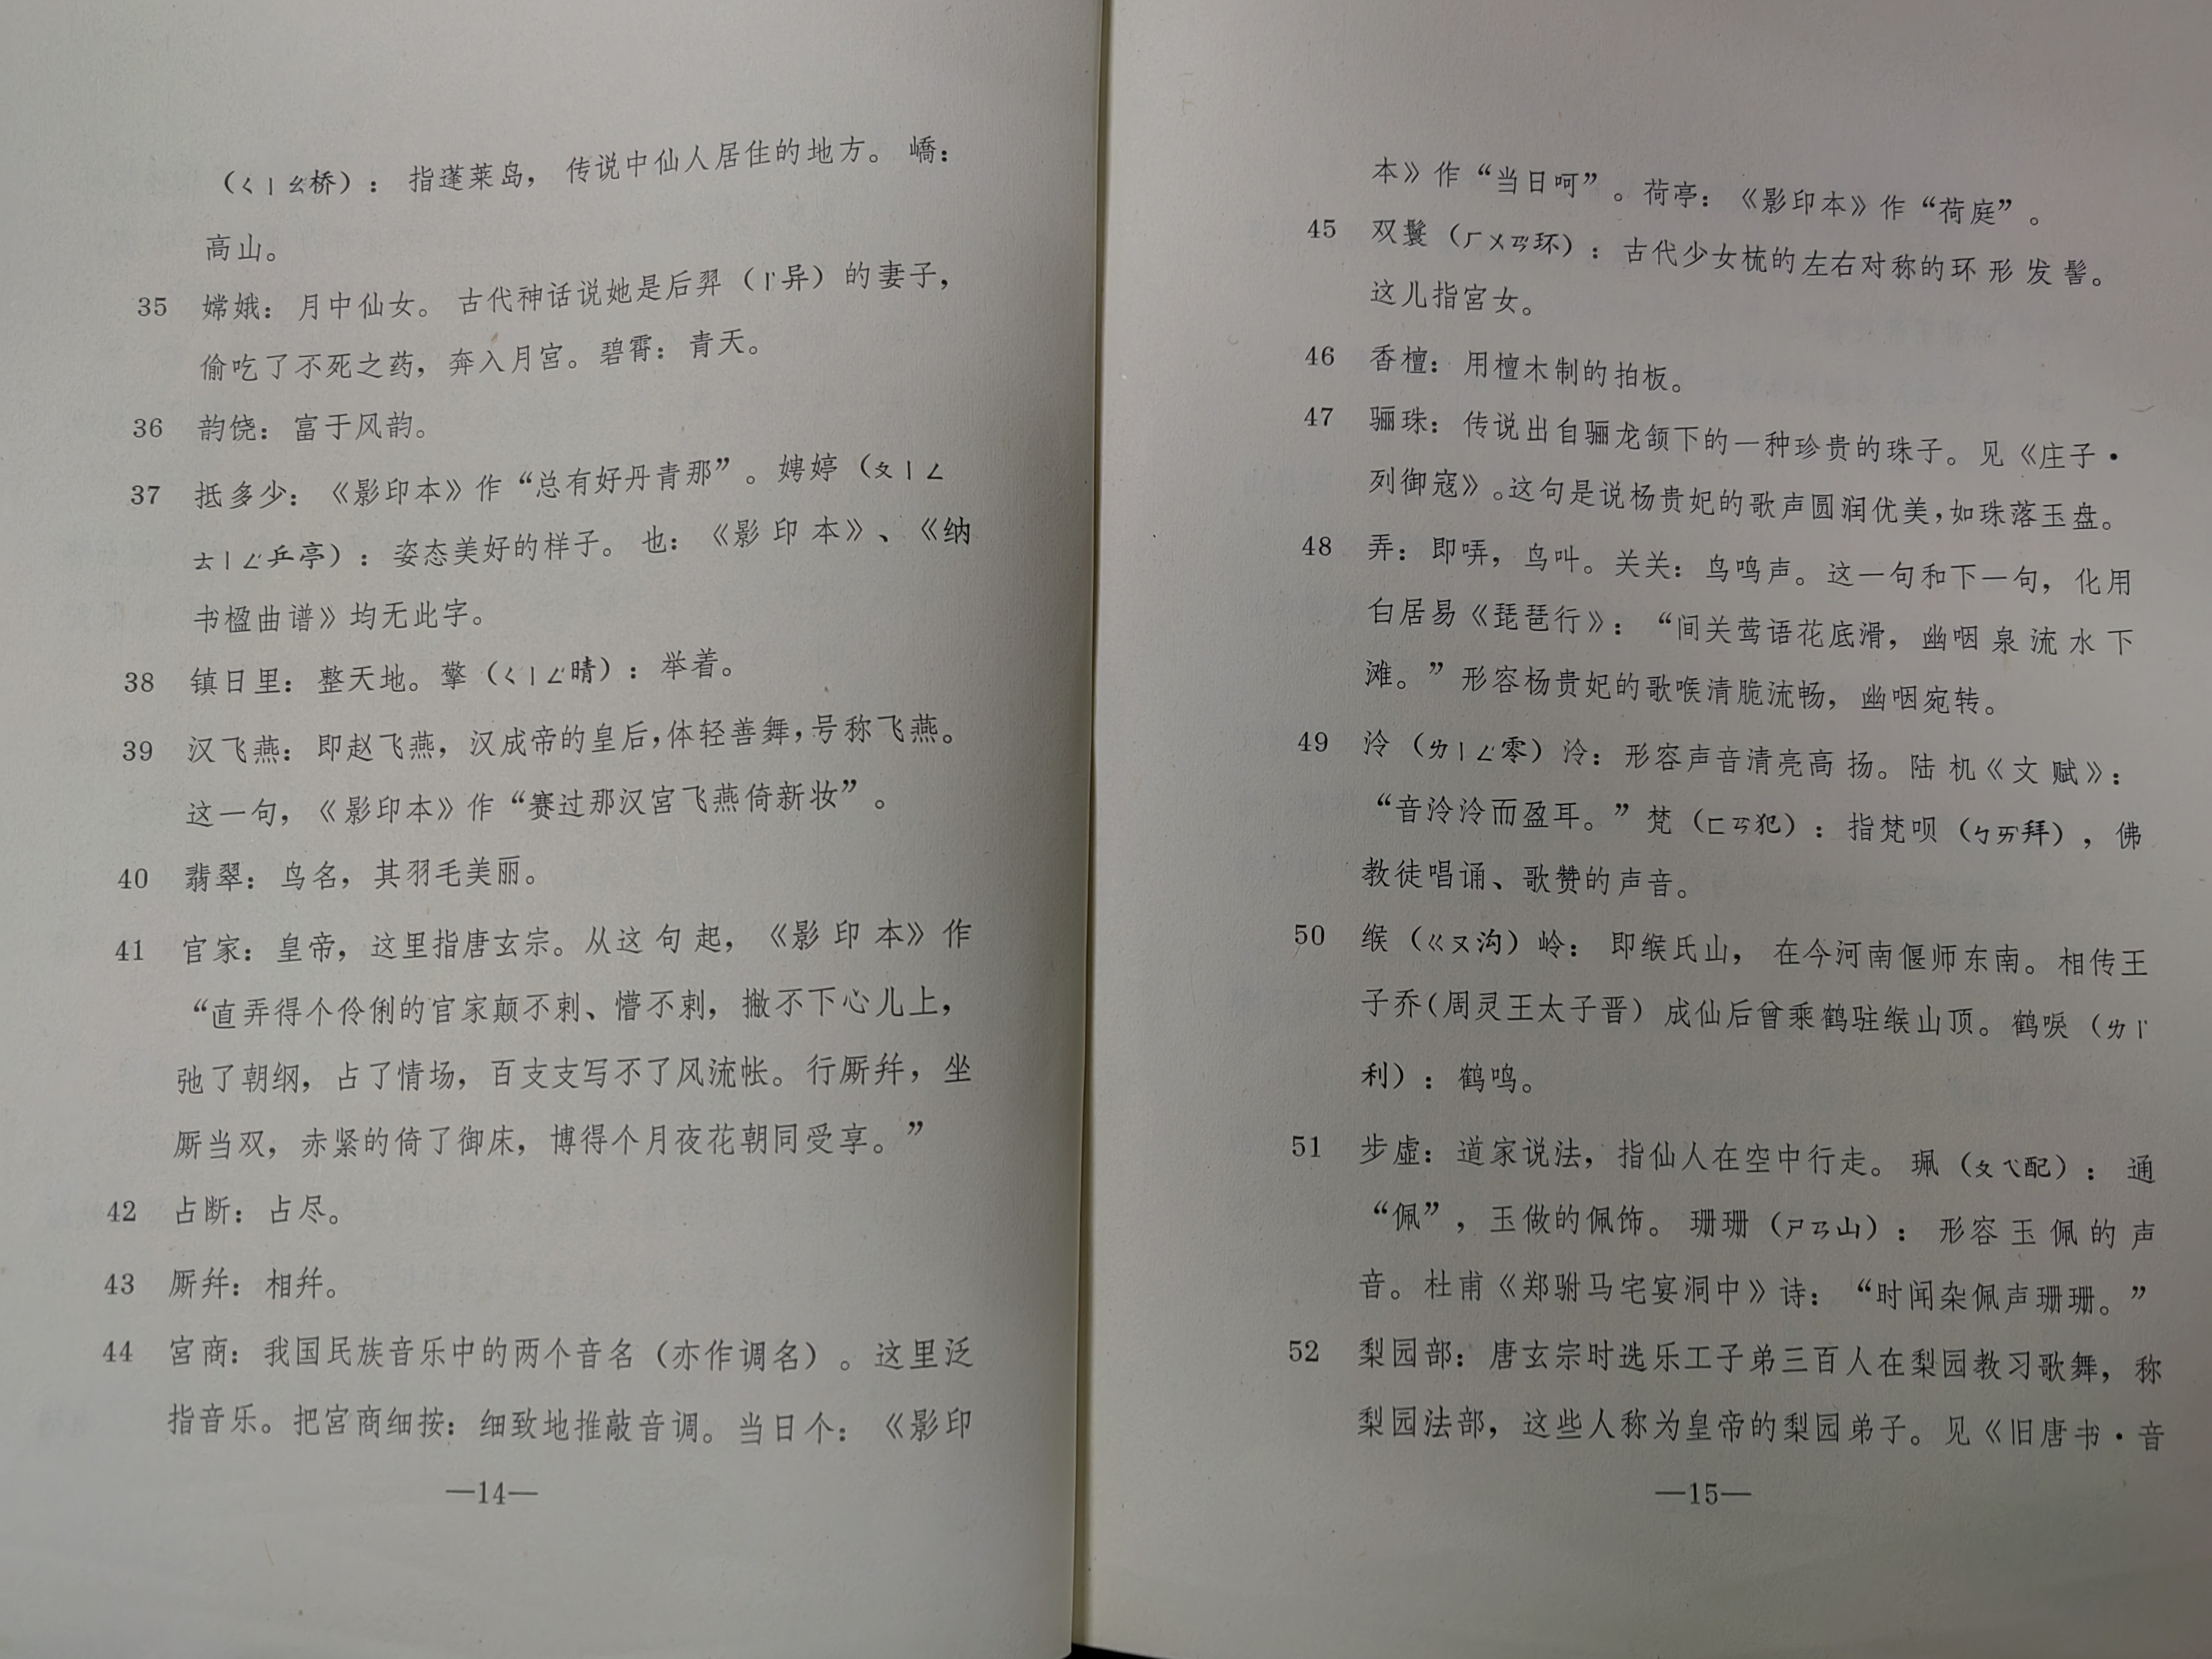 （ㄑㄧㄠ桥）：指蓬莱岛，传说中仙人居住的地方。嶠：
高山。
35 嫦娥：月中仙女。古代神话说她是后羿（ㄧˋ异）的妻子，
偷吃了不死之药，奔入月宫。碧霄：青天。
36 韵饶：富于风韵。
37 抵多少：《影印本》作“总有好丹青那”。娉婷（ㄆㄧㄥ
ㄊㄧㄥˊ乒亭）：姿态美好的样子。也：《影印本》、《纳
书楹曲谱》均无此字。
38 镇日里：整天地。擎（ㄑㄧㄥˊ晴）：举着。
39 汉飞燕：即赵飞燕，汉成帝的皇后，体轻善舞，号称飞燕。
这一句，《影印本》作“赛过那汉宫飞燕倚新妆”。
40 翡翠：鸟名，其羽毛美丽。
41 官家：皇帝，这里指唐玄宗。从这句起，《影印本》作
“直弄得个伶俐的官家颠不剌、懵不剌，撇不下心儿上，
弛了朝纲，占了情场，百支支写不了风流帐。行厮幷，坐
厮当双，赤紧的倚了御床，博得个月夜花朝同受享。”
42 占断：占尽。
43 厮幷：相幷。
44 宫商：我国民族音乐中的两个音名（亦作调名）。这里泛
指音乐。把宫商细按：细致地推敲音调。当日个：《影印
—14—
本》作“当日呵”。荷亭：《影印本》作“荷庭”。
45 双鬟（ㄏㄨㄢ环）：古代少女梳的左右对称的环形发髻。
这儿指宫女。
46 香檀：用檀木制的拍板。
47 骊珠：传说出自骊龙颔下的一种珍贵的珠子。见《庄子·
列御寇》。这句是说杨贵妃的歌声圆润优美，如珠落玉盘。
48 弄：即哢，鸟叫。关关：鸟鸣声。这一句和下一句，化用
白居易《琵琶行》：“间关莺语花底滑，幽咽泉流水下
滩。”形容杨贵妃的歌喉清脆流畅，幽咽宛转。
49 泠（ㄌㄧㄥˊ零）泠：形容声音清亮高扬。陆机《文赋》：
“音泠泠而盈耳。”梵（ㄈㄢ犯）：指梵呗（ㄅㄞ拜），佛
教徒唱诵、歌赞的声音。
50 缑（ㄍㄡ沟）岭：即缑氏山，在今河南偃师东南。相传王
子乔（周灵王太子晋）成仙后曾乘鹤驻缑山顶。鹤唳（ㄌㄧˋ
利）：鹤鸣。
51 步虚：道家说法，指仙人在空中行走。珮（ㄆㄟ配）：通
“佩”，玉做的佩饰。珊珊（ㄕㄢ山）：形容玉佩的声
音。杜甫《郑驸马宅宴洞中》诗：“时闻杂佩声珊珊。”
52 梨园部：唐玄宗时选乐工子弟三百人在梨园教习歌舞，称
梨园法部，这些人称为皇帝的梨园弟子。见《旧唐书·音
—15—